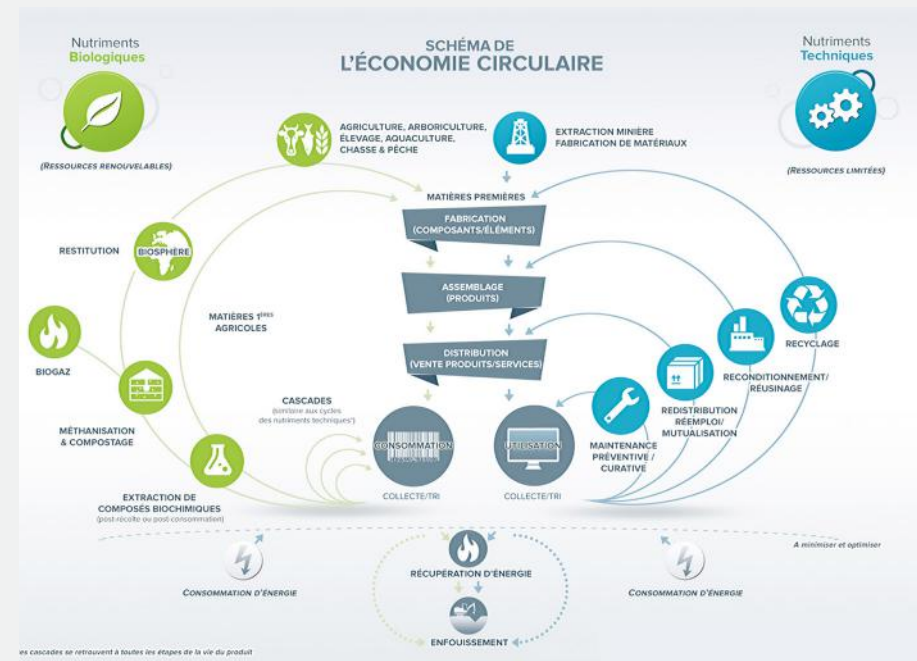 Nutriments
Biologiques
(RESSOURCES RENOUVELABLES)
SCHÉMA DE
L'ÉCONOMIE CIRCULAIRE
Nutriments
Techniques
(RESSOURCES LIMITÉES)
AGRICULTURE, ARBORICULTURE,
ÉLEVAGE, AQUACULTURE,
CHASSE & PÊCHE
EXTRACTION MINIÈRE
FABRICATION DE MATÉRIAUX
MATIÈRES PREMIÈRES
FABRICATION
(COMPOSANTS/ÉLÉMENTS)
RESTITUTION
BIOSPHÈRE
ASSEMBLAGE
(PRODUITS)
MATIÈRES 1ÈRES
AGRICOLES
RECYCLAGE
BIOGAZ
DISTRIBUTION
(VENTE PRODUITS/SERVICES)
RECONDITIONNEMENT/
RÉUSINAGE
CASCADES
(similaire aux cycles
des nutriments techniques*)
REDISTRIBUTION
RÉEMPLOI/
MUTUALISATION
MÉTHANISATION
& COMPOSTAGE
CONSOMMATION
UTILISATION
MAINTENANCE
PRÉVENTIVE /
CURATIVE
EXTRACTION DE
COMPOSÉS BIOCHIMIQUES
(post-récolte ou post-consommation)
COLLECTE/TRI
COLLECTE/TRI
A minimiser et optimiser
CONSOMMATION D'ÉNERGIE
RÉCUPÉRATION D'ÉNERGIE
CONSOMMATION D'ÉNERGIE
ENFOUISSEMENT
es cascades se retrouvent à toutes les étapes de la vie du produit